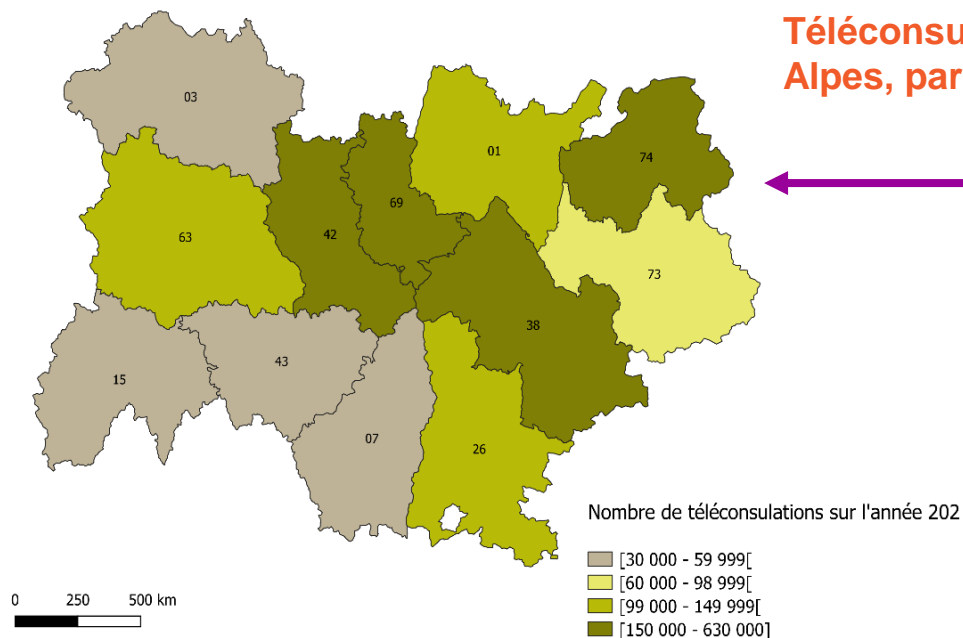 Téléconsu
Alpes, par
03
01
74
69
63
42
73
38
15
43
07
26
Nombre de téléconsulations sur l'année 202
[30 000 - 59 999[
[60 000 - 98 999[
[99 000 - 149 999[
[150 000 - 630 000]
0 250 500 km